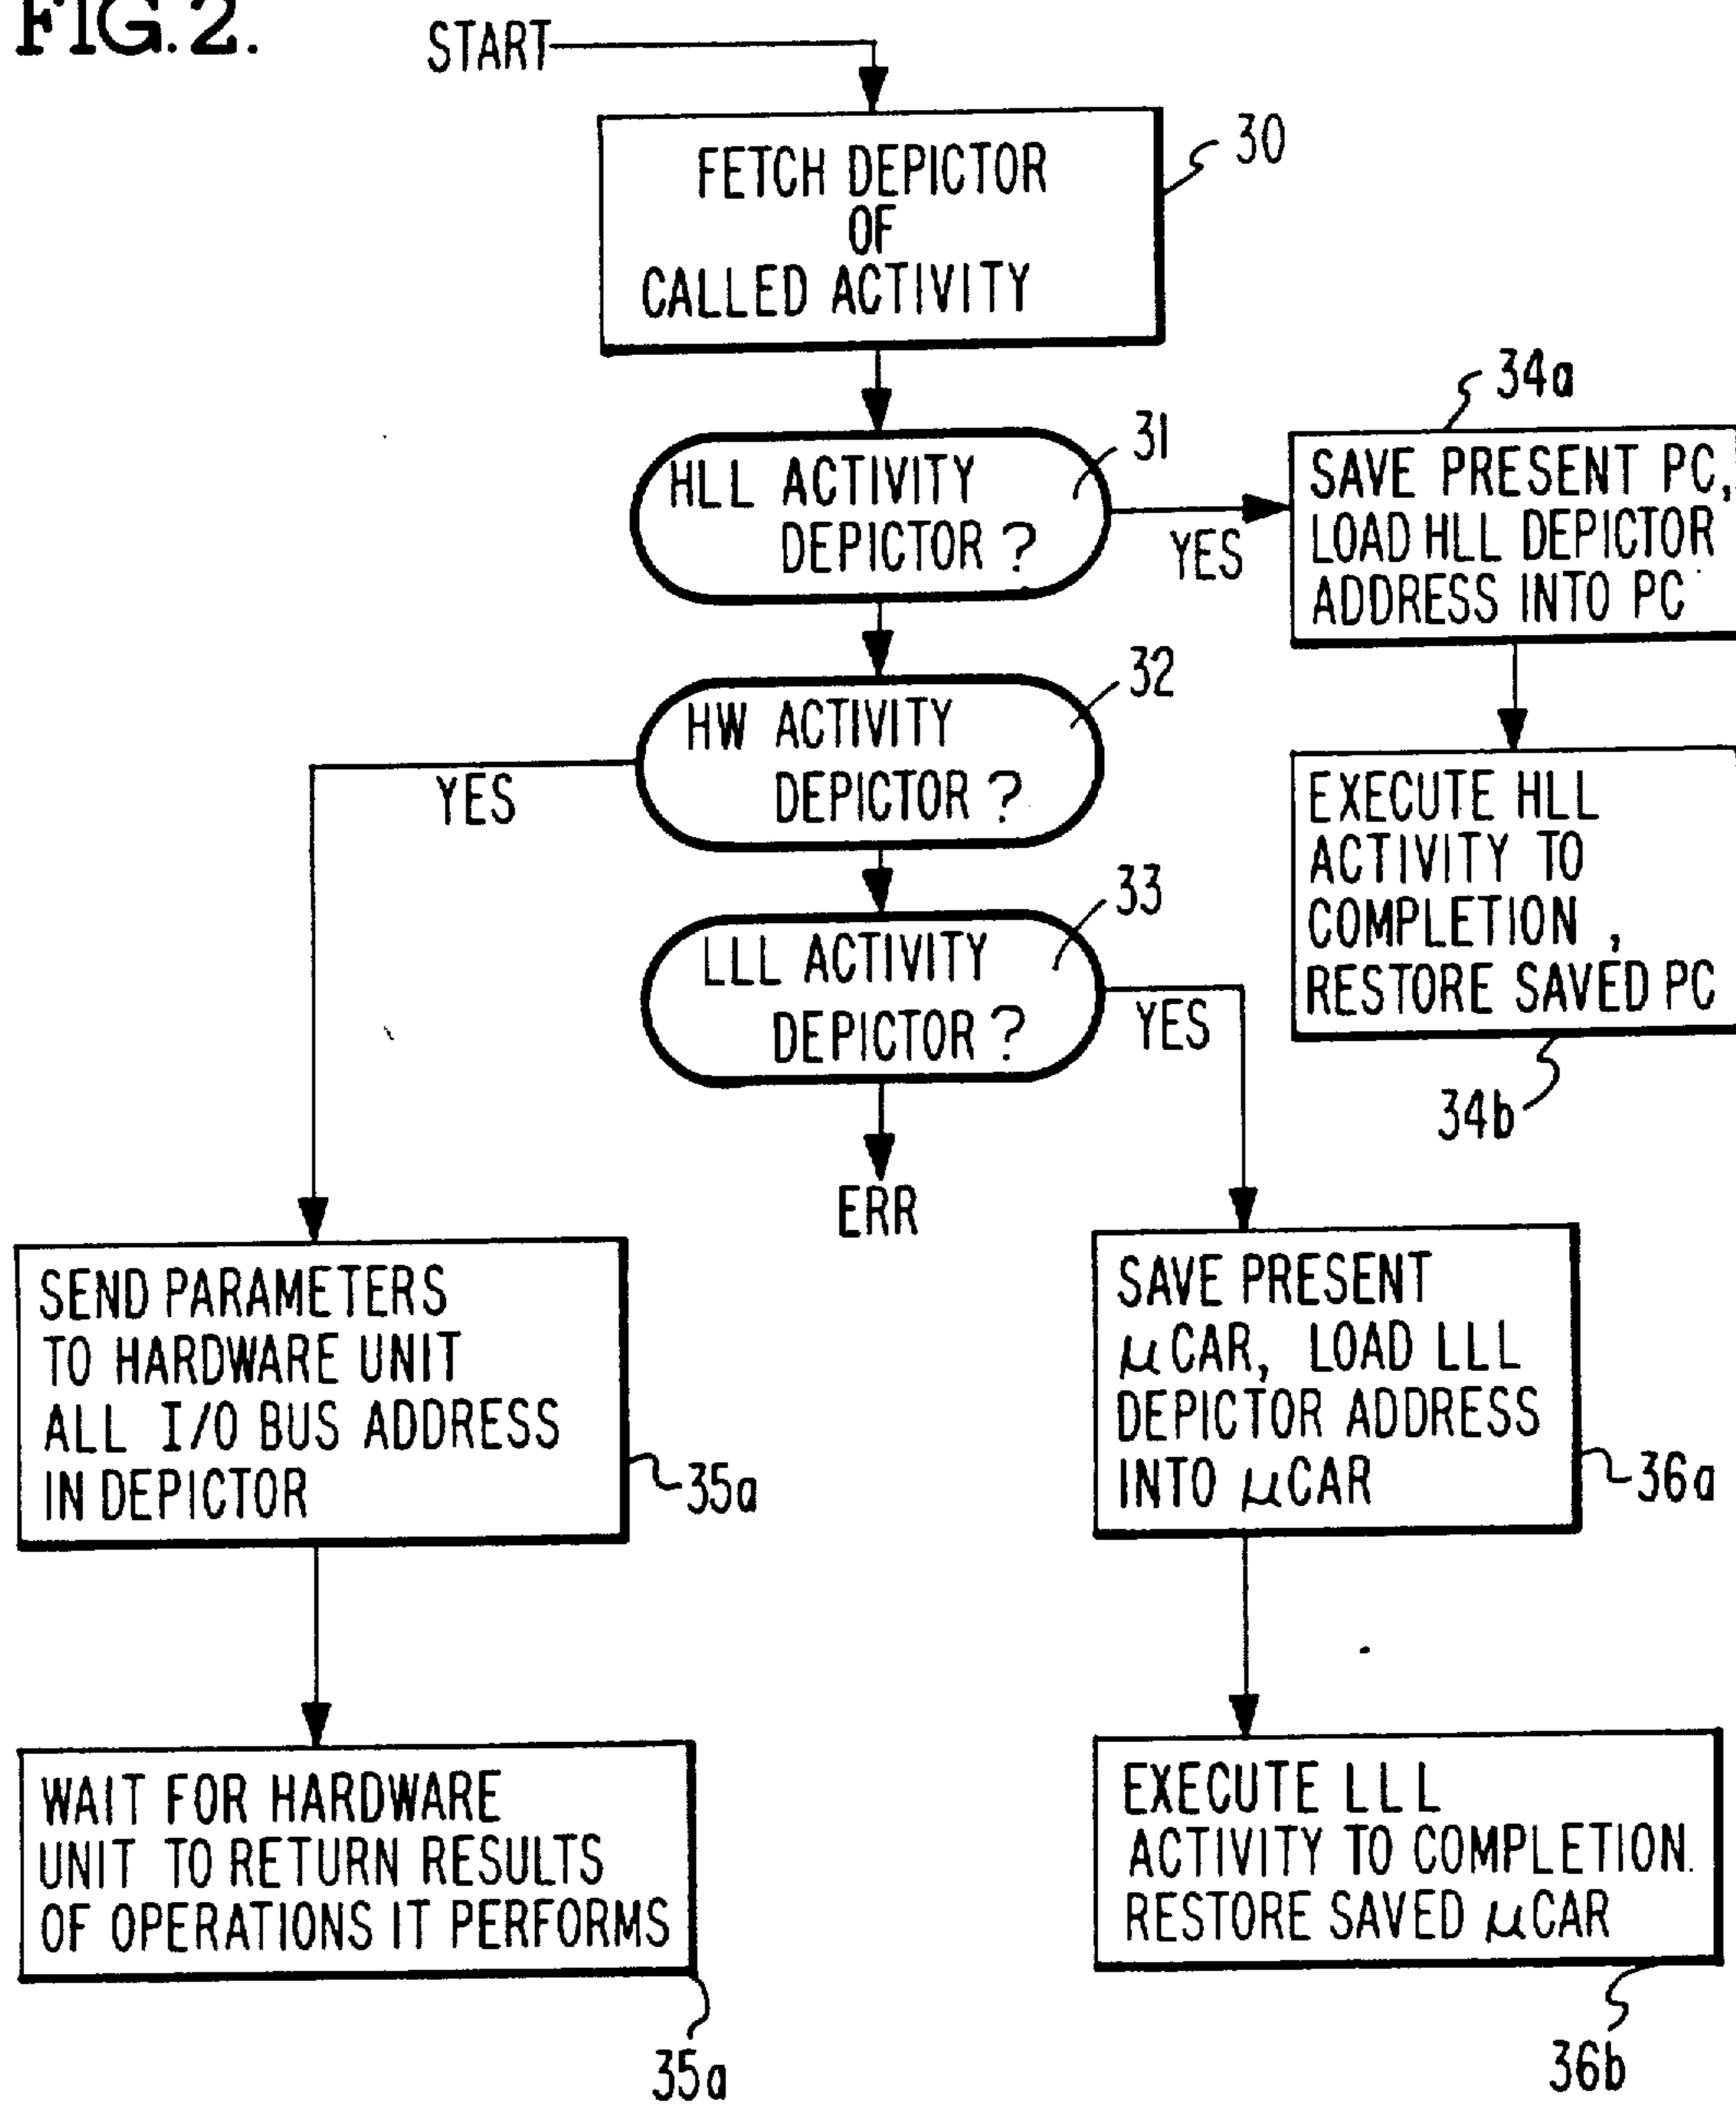 FIG. 2.
START
FETCH DEPICTOR
OF
CALLED ACTIVITY
30
HLL ACTIVITY
DEPICTOR ?
31
YES
34a
SAVE PRESENT PC,
LOAD HLL DEPICTOR
ADDRESS INTO PC
EXECUTE HLL
ACTIVITY TO
COMPLETION ,
RESTORE SAVED PC
34b
HW ACTIVITY
DEPICTOR ?
32
YES
LLL ACTIVITY
DEPICTOR ?
33
YES
ERR
SEND PARAMETERS
TO HARDWARE UNIT
ALL I/O BUS ADDRESS
IN DEPICTOR
35a
SAVE PRESENT
μCAR, LOAD LLL
DEPICTOR ADDRESS
INTO μCAR
36a
WAIT FOR HARDWARE
UNIT TO RETURN RESULTS
OF OPERATIONS IT PERFORMS
35a
EXECUTE LLL
ACTIVITY TO COMPLETION.
RESTORE SAVED μCAR
36b